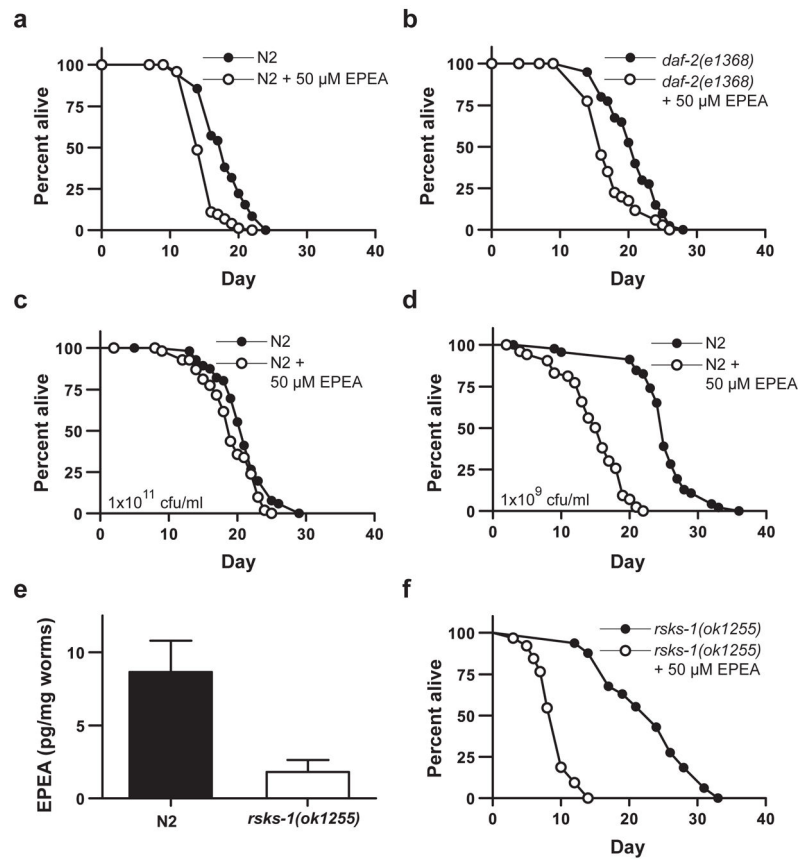 a
N2
N2 + 50 µM EPEA
Percent alive
100
75
50
25
0
0 10 20 30 40
Day
b
daf-2(e1368)
daf-2(e1368)
+ 50 µM EPEA
Percent alive
100
75
50
25
0
0 10 20 30 40
Day
c
N2
N2 +
50 µM EPEA
Percent alive
100
75
50
25
0
1x10¹¹ cfu/ml
0 10 20 30 40
Day
d
N2
N2 +
50 µM EPEA
Percent alive
100
75
50
25
0
1x10⁹ cfu/ml
0 10 20 30 40
Day
e
EPEA (pg/mg worms)
10
5
0
N2 rsks-1(ok1255)
f
rsks-1(ok1255)
rsks-1(ok1255)
+ 50 µM EPEA
Percent alive
100
75
50
25
0
0 10 20 30 40
Day